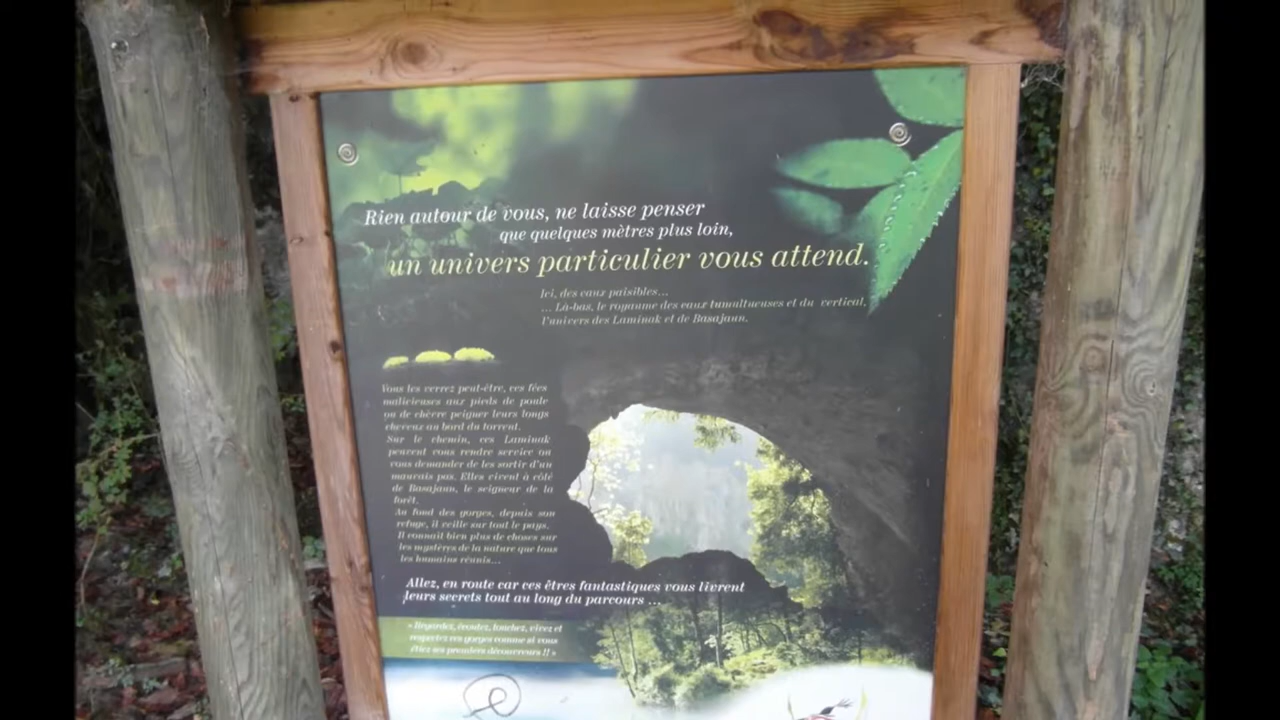 Rien autour de vous, ne laisse penser
que quelques mètres plus loin,
un univers particulier vous attend.
Ici, des eaux paisibles...
... Là-bas, le royaume des eaux tumultueuses et du vertical,
l'univers des Laminak et de Basajaun.
Vous les verrez peut-être, ces fées
malicieuses aux pieds de poule
ou de chèvre peigner leurs longs
cheveux au bord du torrent.
Sur le chemin, ces Laminak
peuvent vous rendre service ou
vous demander de les sortir d'un
mauvais pas. Elles vivent à côté
de Basajaun, le seigneur de la
forêt.
Au fond des gorges, depuis son
refuge, il veille sur tout le pays.
Il connaît bien plus de choses sur
les mystères de la nature que tous
les humains réunis...
Allez, en route car ces êtres fantastiques vous livrent
leurs secrets tout au long du parcours ...
« Regardez, écoutez, touchez, vivez et
respectez ces gorges comme si vous
étiez ses premiers découvreurs !! »